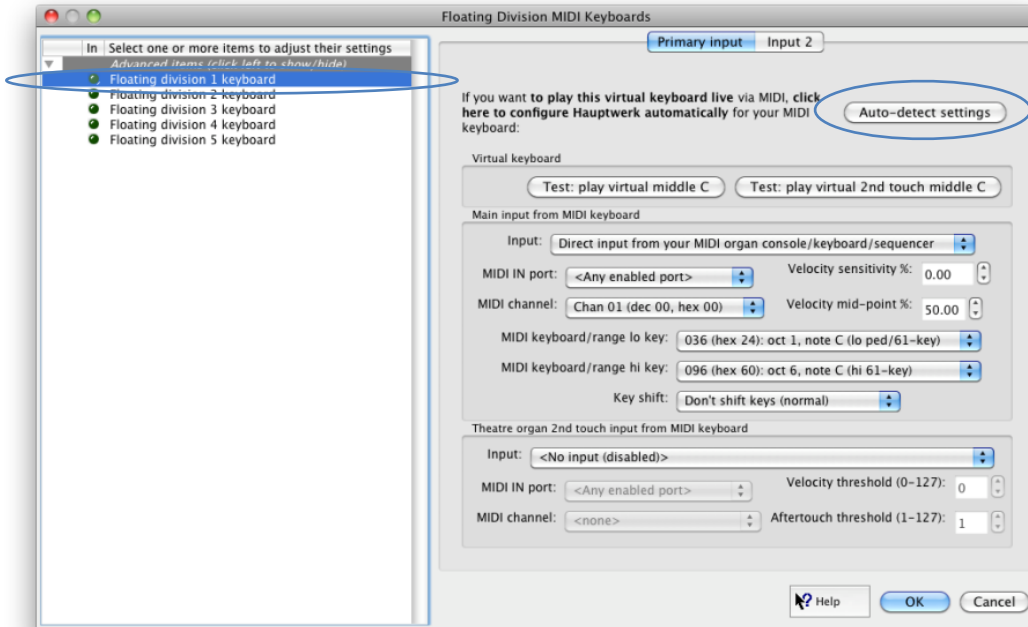 Floating Division MIDI Keyboards
In Select one or more items to adjust their settings
Advanced items (click left to show/hide)
Floating division 1 keyboard
Floating division 2 keyboard
Floating division 3 keyboard
Floating division 4 keyboard
Floating division 5 keyboard
Primary input Input 2
If you want to play this virtual keyboard live via MIDI, click
here to configure Hauptwerk automatically for your MIDI
keyboard:
Auto-detect settings
Virtual keyboard
Test: play virtual middle C Test: play virtual 2nd touch middle C
Main input from MIDI keyboard
Input: Direct input from your MIDI organ console/keyboard/sequencer
MIDI IN port: <Any enabled port> Velocity sensitivity %: 0.00
MIDI channel: Chan 01 (dec 00, hex 00) Velocity mid-point %: 50.00
MIDI keyboard/range lo key: 036 (hex 24): oct 1, note C (lo ped/61-key)
MIDI keyboard/range hi key: 096 (hex 60): oct 6, note C (hi 61-key)
Key shift: Don't shift keys (normal)
Theatre organ 2nd touch input from MIDI keyboard
Input: <No input (disabled)>
MIDI IN port: <Any enabled port> Velocity threshold (0-127): 0
MIDI channel: <none> Aftertouch threshold (1-127): 1
? Help OK Cancel